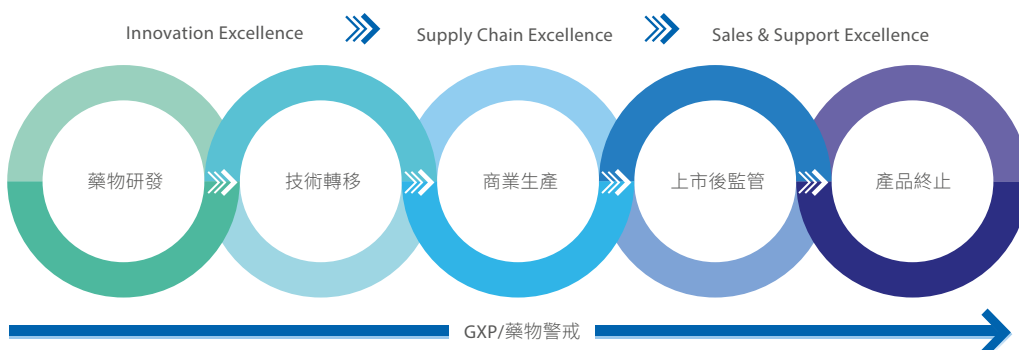 Innovation Excellence
Supply Chain Excellence
Sales & Support Excellence
藥物研發
技術轉移
商業生產
上市後監管
產品終止
GXP/藥物警戒